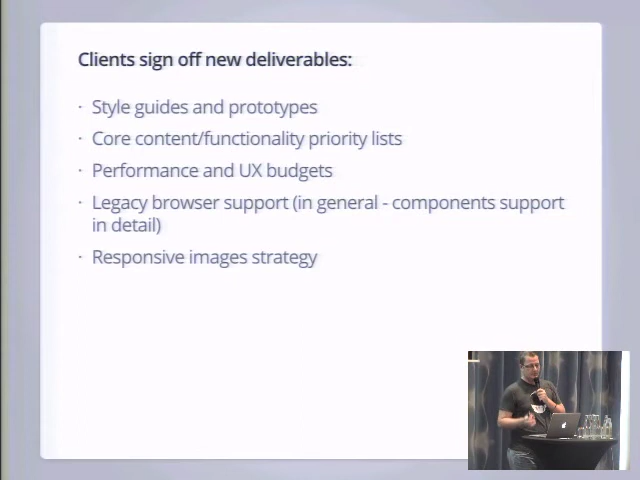 Clients sign off new deliverables:
· Style guides and prototypes
· Core content/functionality priority lists
· Performance and UX budgets
· Legacy browser support (in general - components support
in detail)
· Responsive images strategy